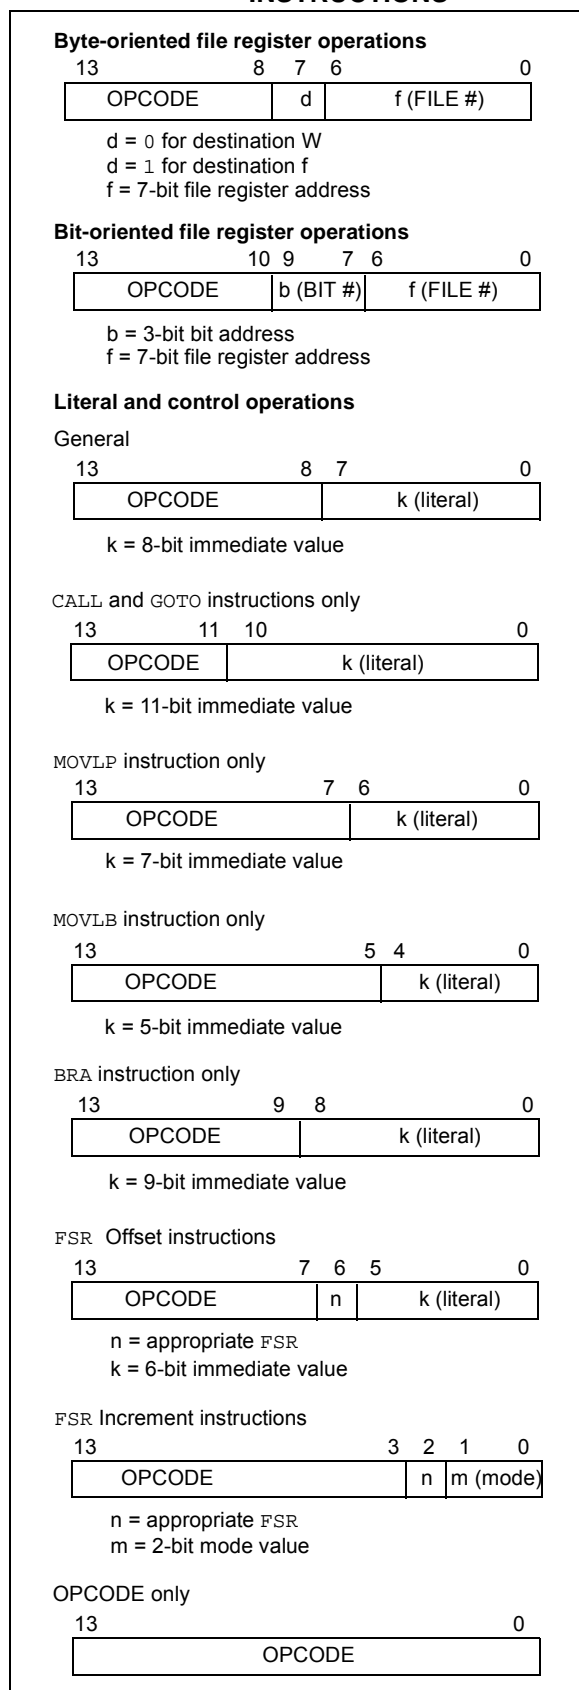 INSTRUCTIONS
Byte-oriented file register operations
13 8 7 6 0
OPCODE d f (FILE #)
d = 0 for destination W
d = 1 for destination f
f = 7-bit file register address
Bit-oriented file register operations
13 10 9 7 6 0
OPCODE b (BIT #) f (FILE #)
b = 3-bit bit address
f = 7-bit file register address
Literal and control operations
General
13 8 7 0
OPCODE k (literal)
k = 8-bit immediate value
CALL and GOTO instructions only
13 11 10 0
OPCODE k (literal)
k = 11-bit immediate value
MOVLP instruction only
13 7 6 0
OPCODE k (literal)
k = 7-bit immediate value
MOVLB instruction only
13 5 4 0
OPCODE k (literal)
k = 5-bit immediate value
BRA instruction only
13 9 8 0
OPCODE k (literal)
k = 9-bit immediate value
FSR Offset instructions
13 7 6 5 0
OPCODE n k (literal)
n = appropriate FSR
k = 6-bit immediate value
FSR Increment instructions
13 3 2 1 0
OPCODE n m (mode)
n = appropriate FSR
m = 2-bit mode value
OPCODE only
13 0
OPCODE